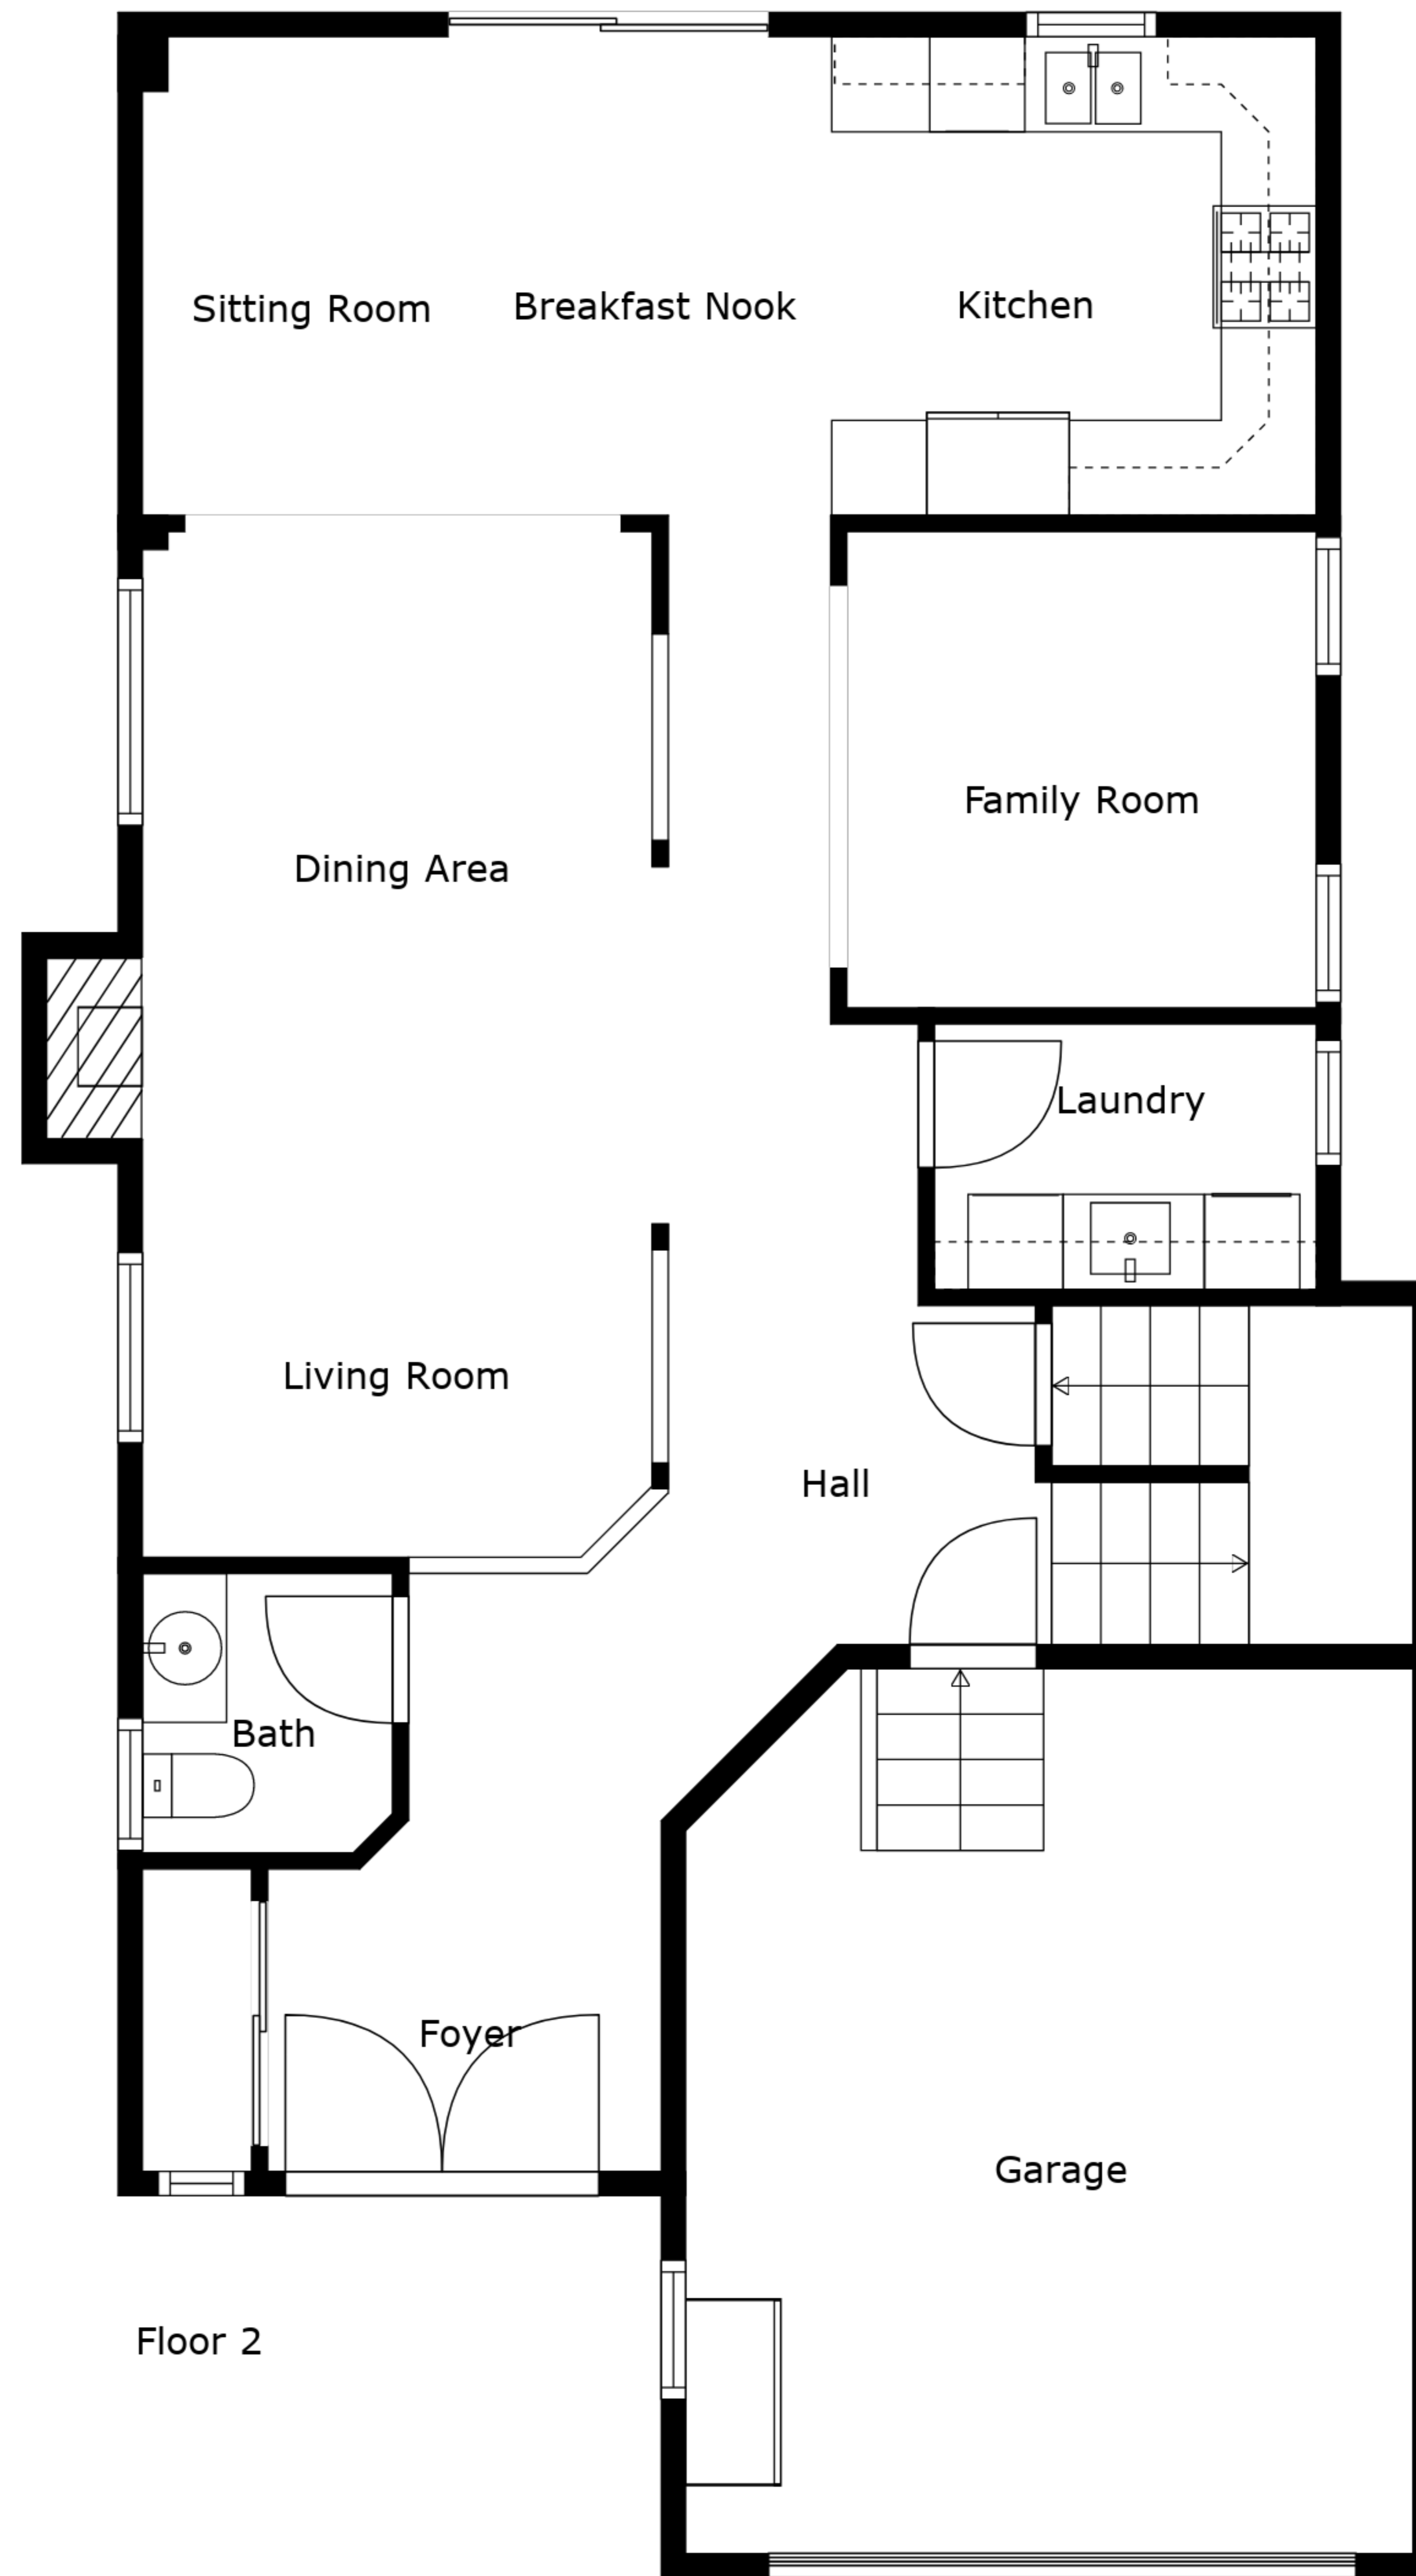 Sitting Room
Breakfast Nook
Kitchen
Family Room
Dining Area
Laundry
Living Room
Hall
Bath
Foyer
Garage
Floor 2